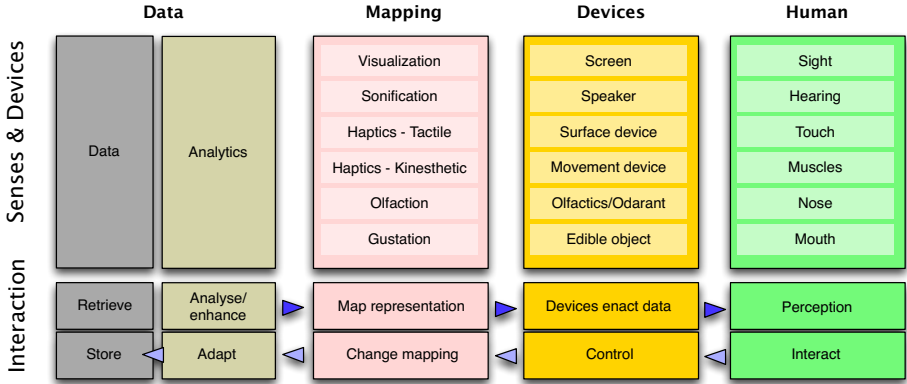 Data Mapping Devices Human
Senses & Devices
Data
Analytics
Visualization
Sonification
Haptics - Tactile
Haptics - Kinesthetic
Olfaction
Gustation
Screen
Speaker
Surface device
Movement device
Olfactics/Odarant
Edible object
Sight
Hearing
Touch
Muscles
Nose
Mouth
Interaction
Retrieve
Analyse/
enhance
Map representation
Devices enact data
Perception
Store
Adapt
Change mapping
Control
Interact